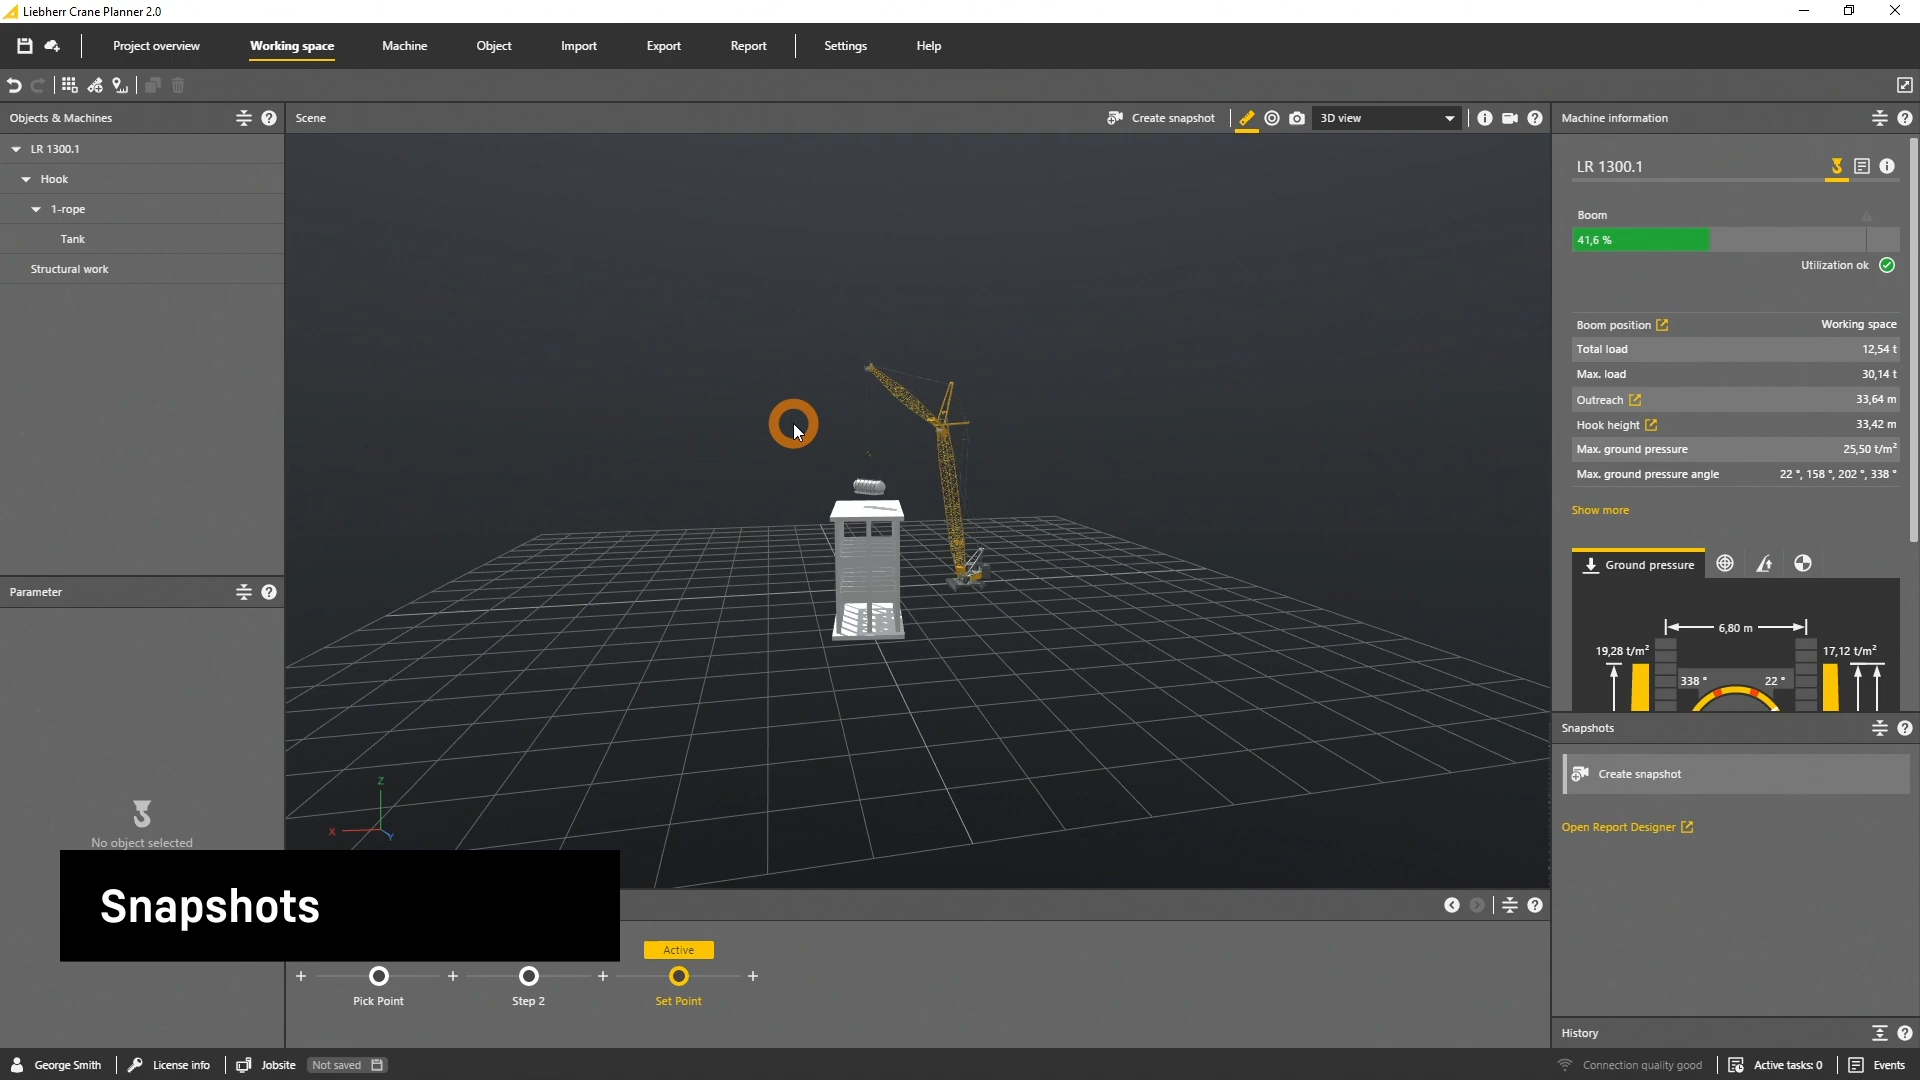 Liebherr Crane Planner 2.0
Project overview
Working space
Machine
Object
Import
Export
Report
Settings
Help
Objects & Machines
LR 1300.1
Hook
1-rope
Tank
Structural work
Parameter
No object selected
Scene
Create snapshot
3D view
Z
X
Y
Snapshots
Active
Pick Point
Step 2
Set Point
Machine information
LR 1300.1
Boom
41,6 %
Utilization ok
Boom position Working space
Total load 12,54 t
Max. load 30,14 t
Outreach 33,64 m
Hook height 33,42 m
Max. ground pressure 25,50 t/m²
Max. ground pressure angle 22 °, 158 °, 202 °, 338 °
Show more
Ground pressure
6,80 m
19,28 t/m² 17,12 t/m²
338 ° 22 °
Snapshots
Create snapshot
Open Report Designer
History
George Smith
License info
Jobsite
Not saved
Connection quality good
Active tasks: 0
Events